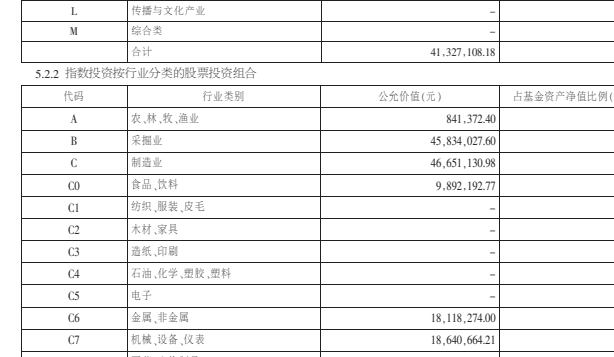 L 传播与文化产业 –
M 综合类 –
合计 41,327,108.18
5.2.2 指数投资按行业分类的股票投资组合
代码 行业类别 公允价值(元) 占基金资产净值比例(
A 农、林、牧、渔业 841,372.40
B 采掘业 45,834,027.60
C 制造业 46,651,130.98
C0 食品、饮料 9,892,192.77
C1 纺织、服装、皮毛 –
C2 木材、家具 –
C3 造纸、印刷 –
C4 石油、化学、塑胶、塑料 –
C5 电子 –
C6 金属、非金属 18,118,274.00
C7 机械、设备、仪表 18,640,664.21